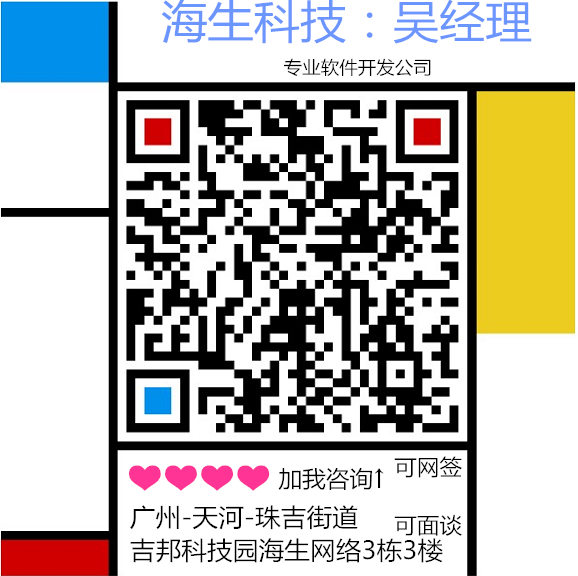 海生科技：吴经理
专业软件开发公司
加我咨询↑
可网签
广州-天河-珠吉街道
可面谈
吉邦科技园海生网络3栋3楼